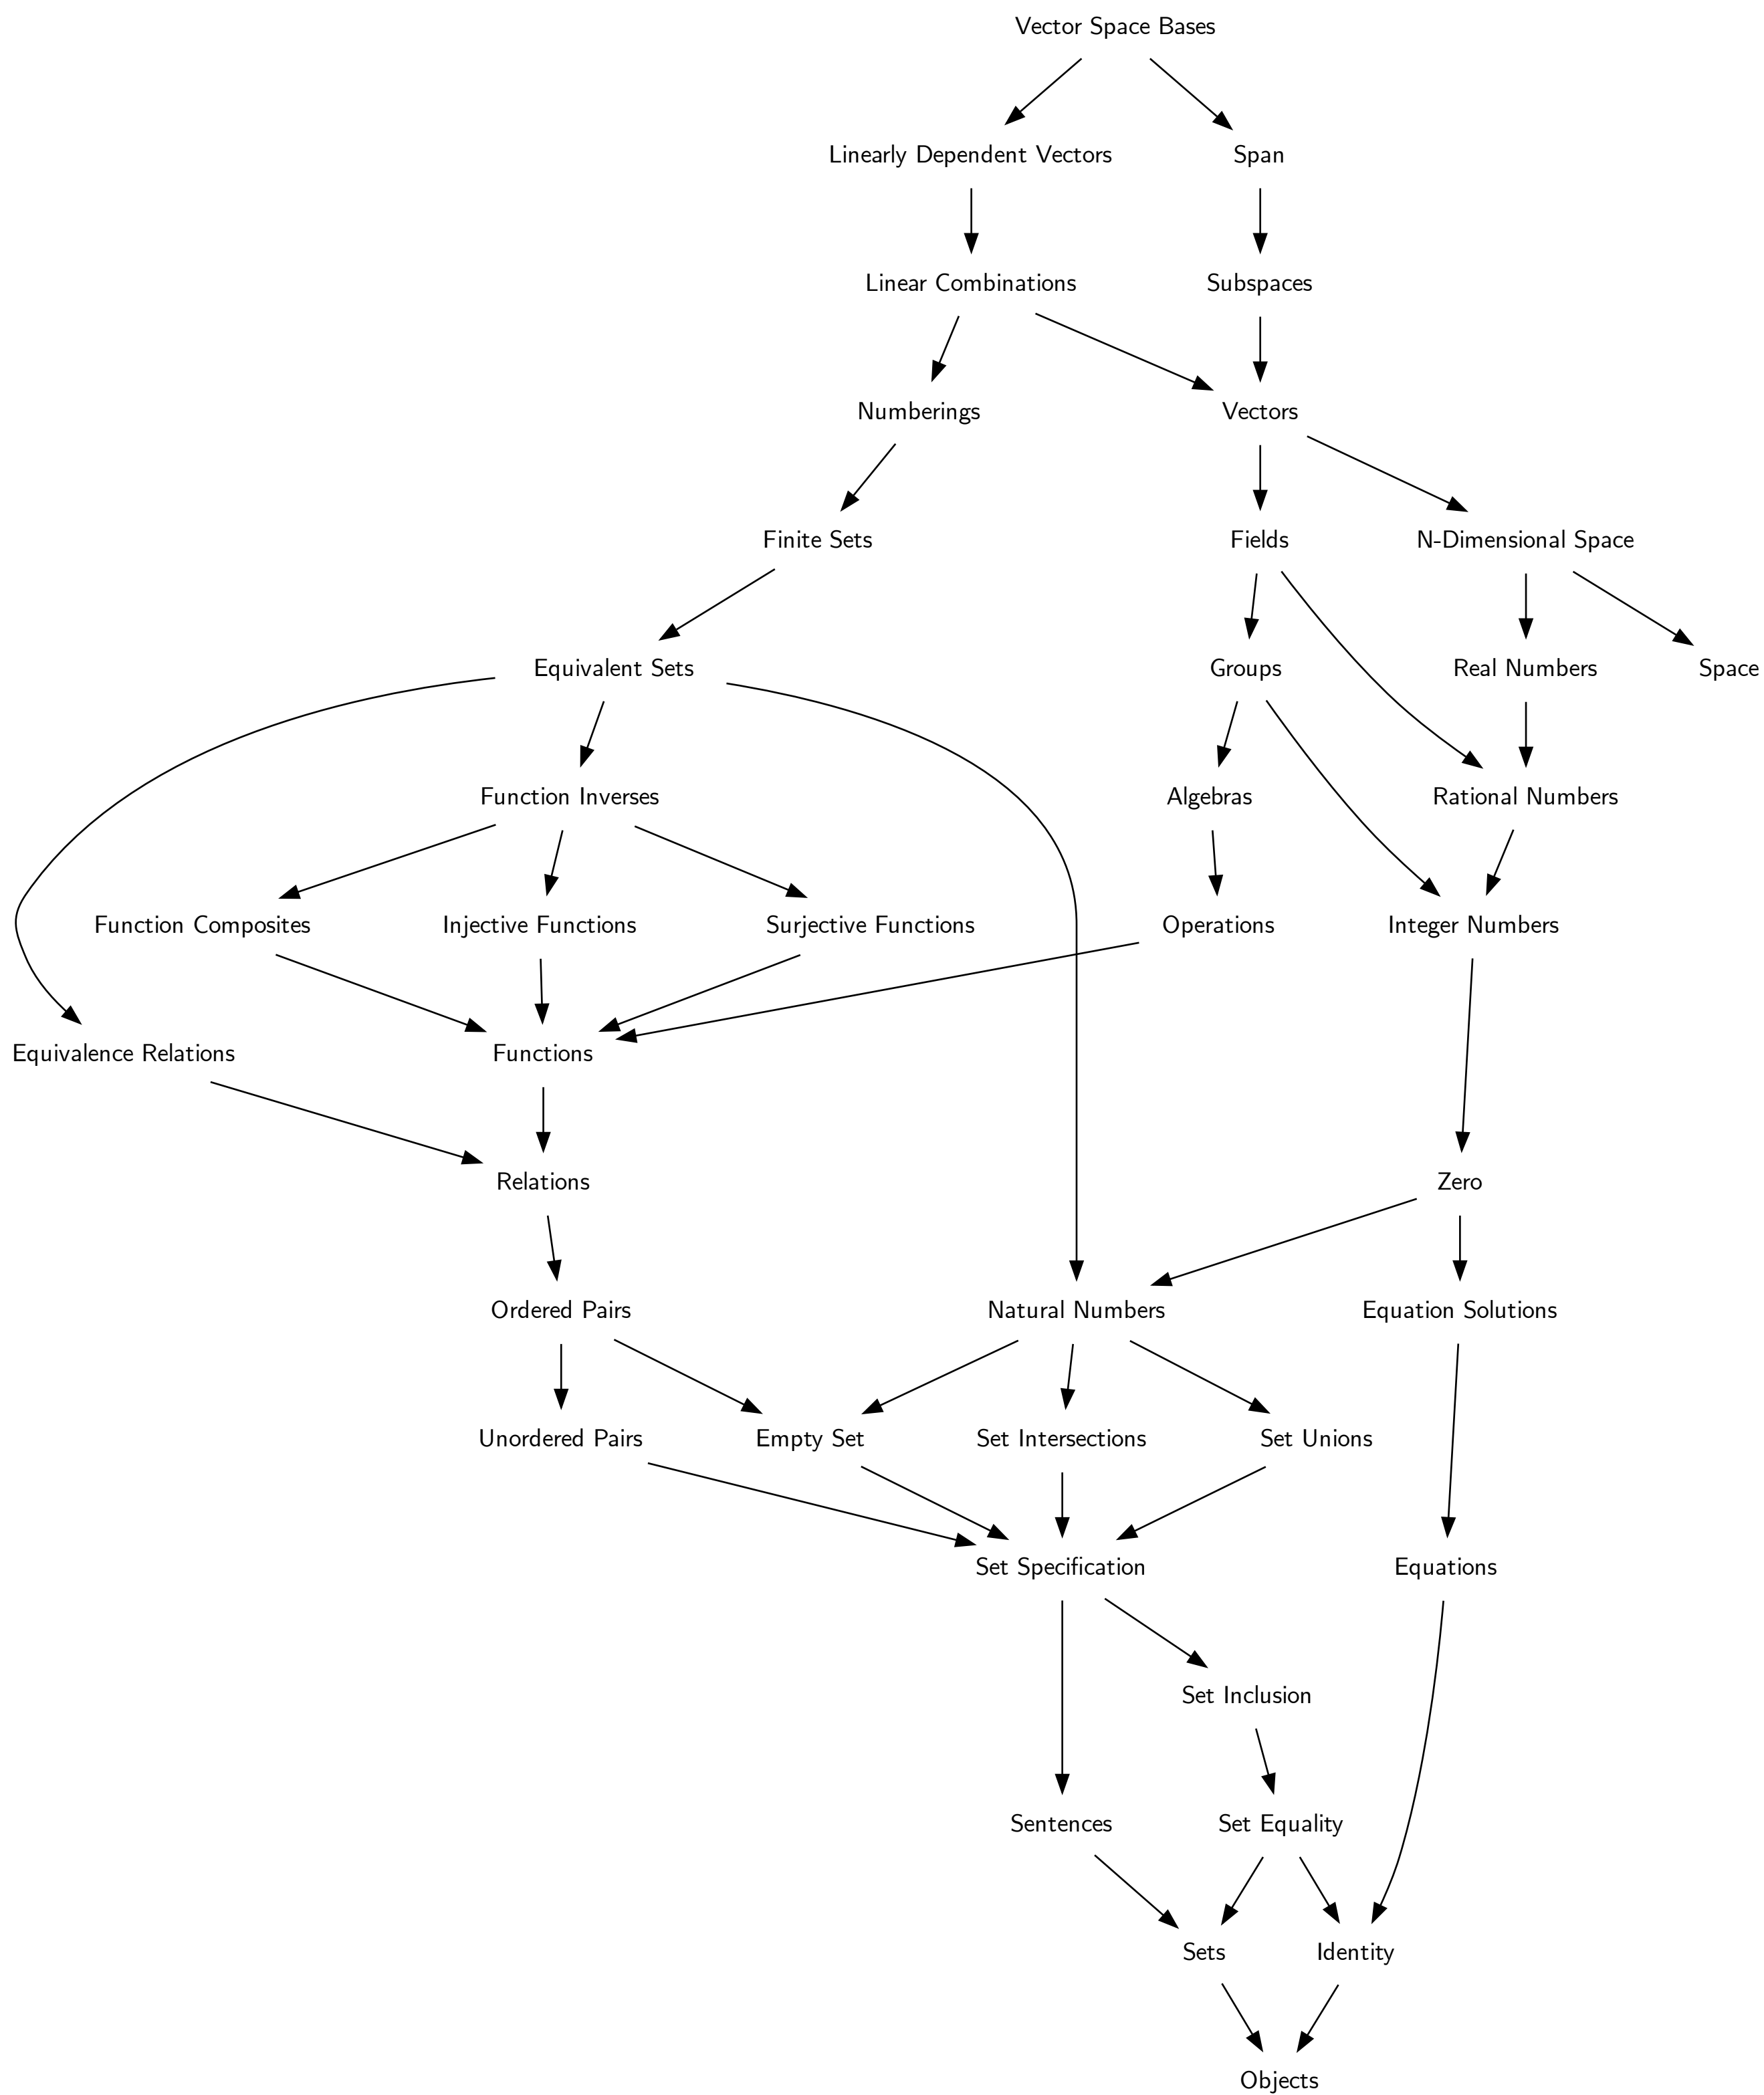 Vector Space Bases
Linearly Dependent Vectors
Span
Linear Combinations
Subspaces
Numberings
Vectors
Finite Sets
Fields
N-Dimensional Space
Equivalent Sets
Groups
Real Numbers
Space
Function Inverses
Algebras
Rational Numbers
Function Composites
Injective Functions
Surjective Functions
Operations
Integer Numbers
Equivalence Relations
Functions
Relations
Zero
Ordered Pairs
Natural Numbers
Equation Solutions
Unordered Pairs
Empty Set
Set Intersections
Set Unions
Set Specification
Equations
Set Inclusion
Sentences
Set Equality
Sets
Identity
Objects